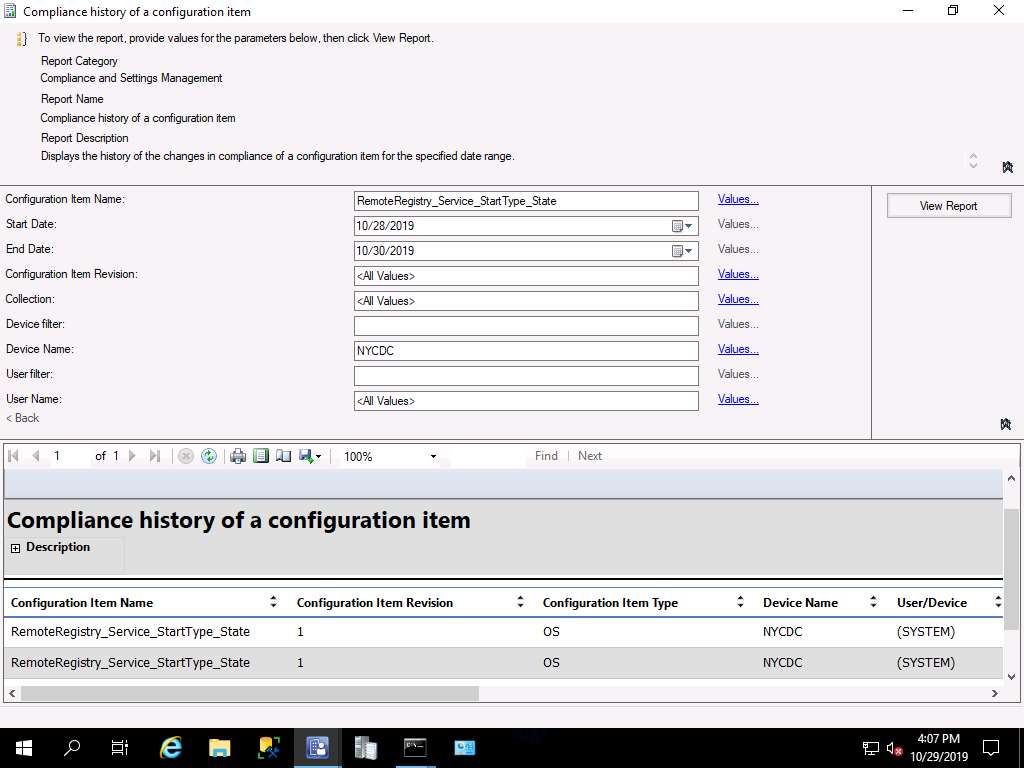 Compliance history of a configuration item
To view the report, provide values for the parameters below, then click View Report.
Report Category
Compliance and Settings Management
Report Name
Compliance history of a configuration item
Report Description
Displays the history of the changes in compliance of a configuration item for the specified date range.
Configuration Item Name: RemoteRegistry_Service_StartType_State Values... View Report
Start Date: 10/28/2019 Values...
End Date: 10/30/2019 Values...
Configuration Item Revision: <All Values> Values...
Collection: <All Values> Values...
Device filter: Values...
Device Name: NYCDC Values...
User filter: Values...
User Name: <All Values> Values...
< Back
1 of 1 100% Find | Next
Compliance history of a configuration item
Description
Configuration Item Name Configuration Item Revision Configuration Item Type Device Name User/Device
RemoteRegistry_Service_StartType_State 1 OS NYCDC (SYSTEM)
RemoteRegistry_Service_StartType_State 1 OS NYCDC (SYSTEM)
4:07 PM
10/29/2019